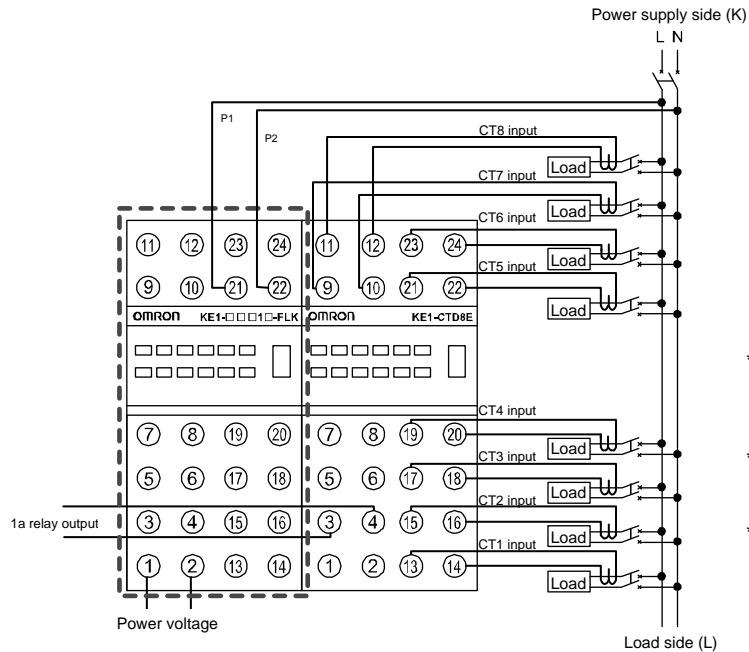 Power supply side (K)
L N
P1
P2
CT8 input
Load
CT7 input
Load
CT6 input
Load
CT5 input
Load
11 12 23 24 11 12 23 24
9 10 21 22 9 10 21 22
OMRON KE1-□□□1□-FLK OMRON KE1-CTD8E
CT4 input
7 8 19 20 7 8 19 20
Load
CT3 input
5 6 17 18 5 6 17 18
Load
CT2 input
3 4 15 16 3 4 15 16
Load
1a relay output
CT1 input
1 2 13 14 1 2 13 14
Load
Power voltage
Load side (L)
*
*
*